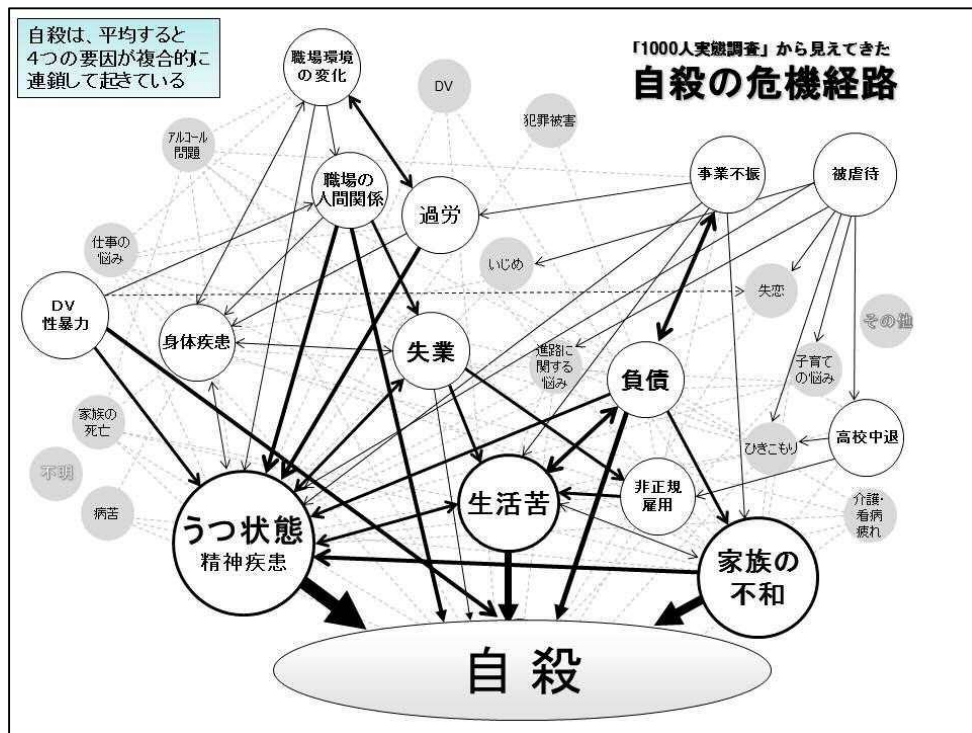 自殺は、平均すると
4つの要因が複合的に
連鎖して起きている
「1000人実態調査」から見えてきた
自殺の危機経路
職場環境
の変化
DV
犯罪被害
アルコール
問題
職場の
人間関係
過労
事業不振
被虐待
仕事の
悩み
いじめ
失恋
その他
DV
性暴力
身体疾患
失業
進路に
関する
悩み
負債
子育て
の悩み
家族の
死亡
ひきこもり
高校中退
不明
病苦
うつ状態
精神疾患
生活苦
非正規
雇用
介護・
看病
疲れ
家族の
不和
自殺